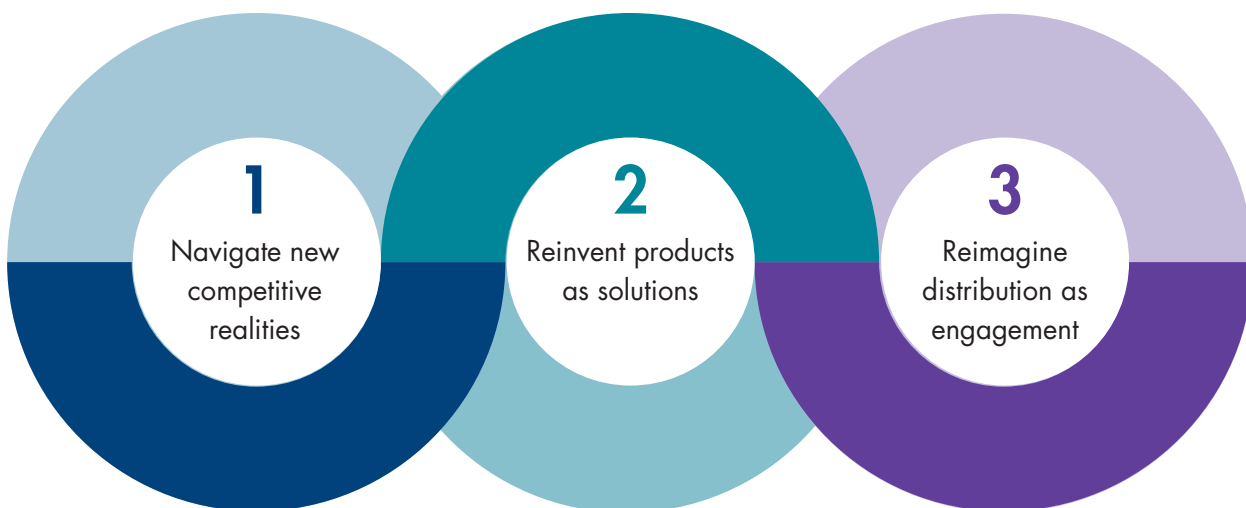 1
Navigate new
competitive
realities
2
Reinvent products
as solutions
3
Reimagine
distribution as
engagement